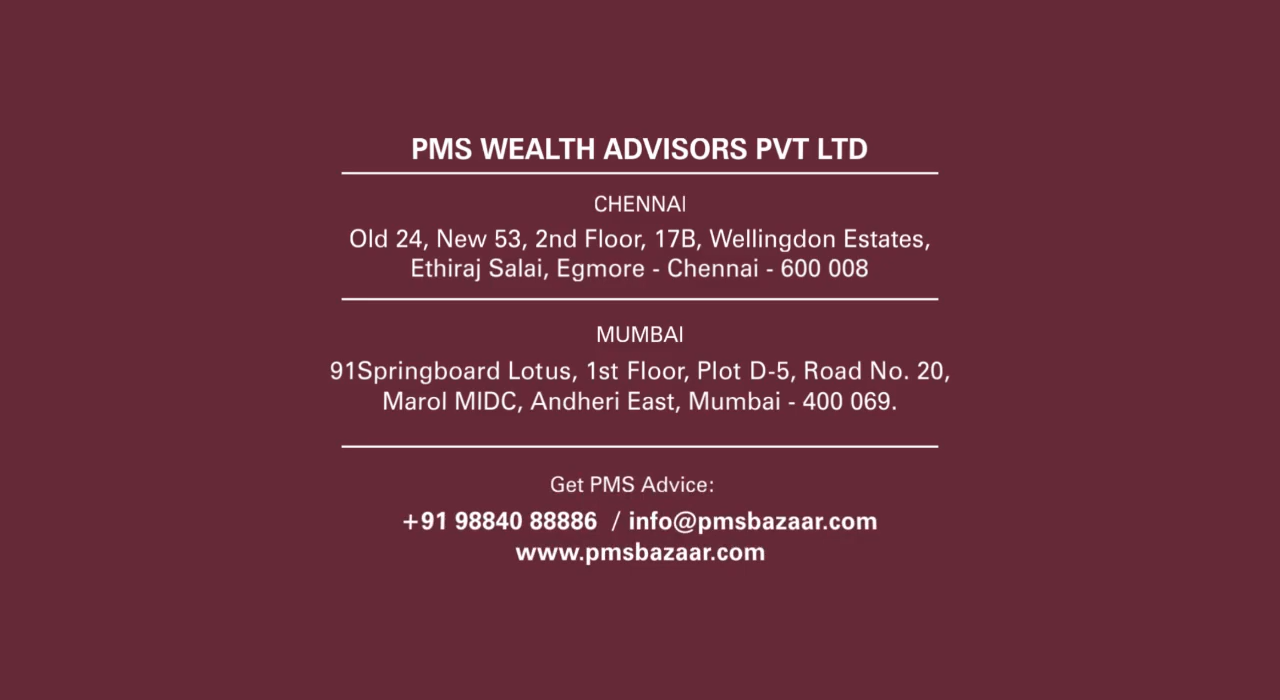 PMS WEALTH ADVISORS PVT LTD
CHENNAI
Old 24, New 53, 2nd Floor, 17B, Wellingdon Estates,
Ethiraj Salai, Egmore - Chennai - 600 008
MUMBAI
91Springboard Lotus, 1st Floor, Plot D-5, Road No. 20,
Marol MIDC, Andheri East, Mumbai - 400 069.
Get PMS Advice:
+91 98840 88886 / info@pmsbazaar.com
www.pmsbazaar.com